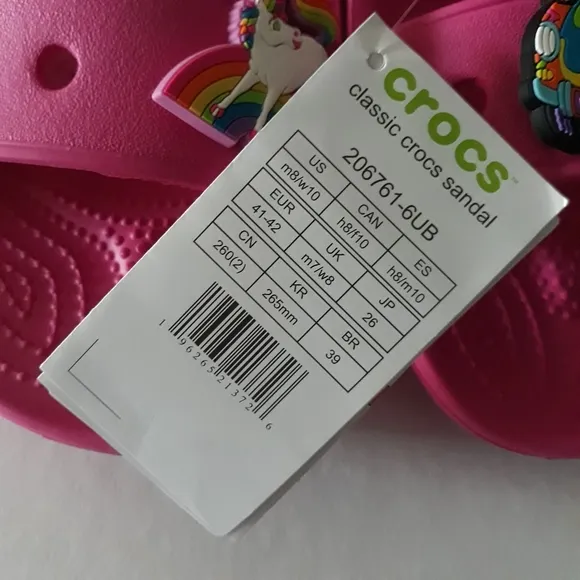 crocs™
classic crocs sandal
206761-6UB
US CAN ES
m8/w10 h8/f10 h8/m10
EUR UK JP
41-42 m7/w8 26
CN KR BR
260(2) 265mm 39
1 96265 21372 6